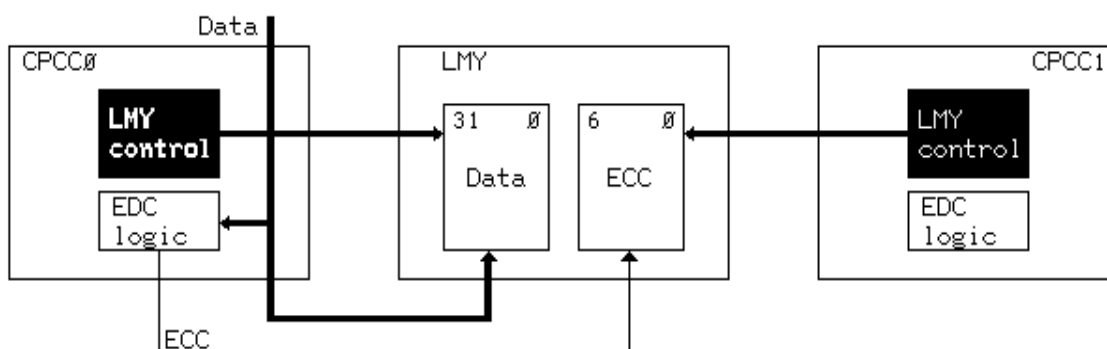 Data
CPCCØ
LMY
CPCC1
LMY
control
31 Ø
6 Ø
LMY
control
Data
ECC
EDC
logic
EDC
logic
ECC